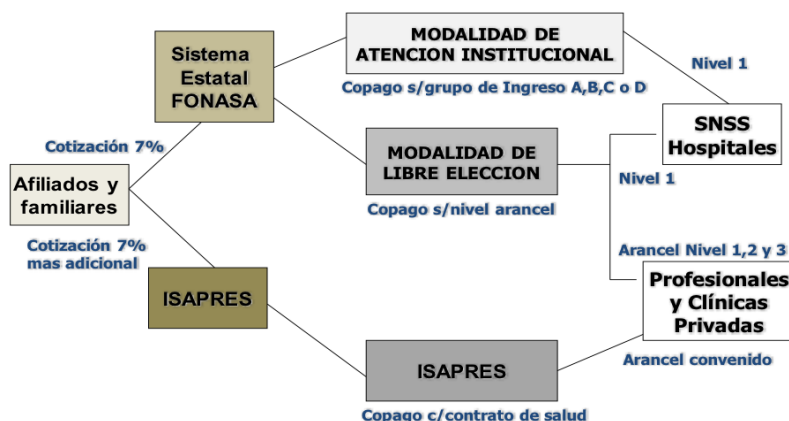 MODALIDAD DE
ATENCION INSTITUCIONAL
Sistema
Estatal
FONASA
Nivel 1
Copago s/grupo de Ingreso A,B,C o D
SNSS
Hospitales
Cotización 7%
MODALIDAD DE
LIBRE ELECCION
Afiliados y
familiares
Nivel 1
Copago s/nivel arancel
Cotización 7%
mas adicional
Arancel Nivel 1,2 y 3
Profesionales
y Clínicas
Privadas
ISAPRES
Arancel convenido
ISAPRES
Copago c/contrato de salud